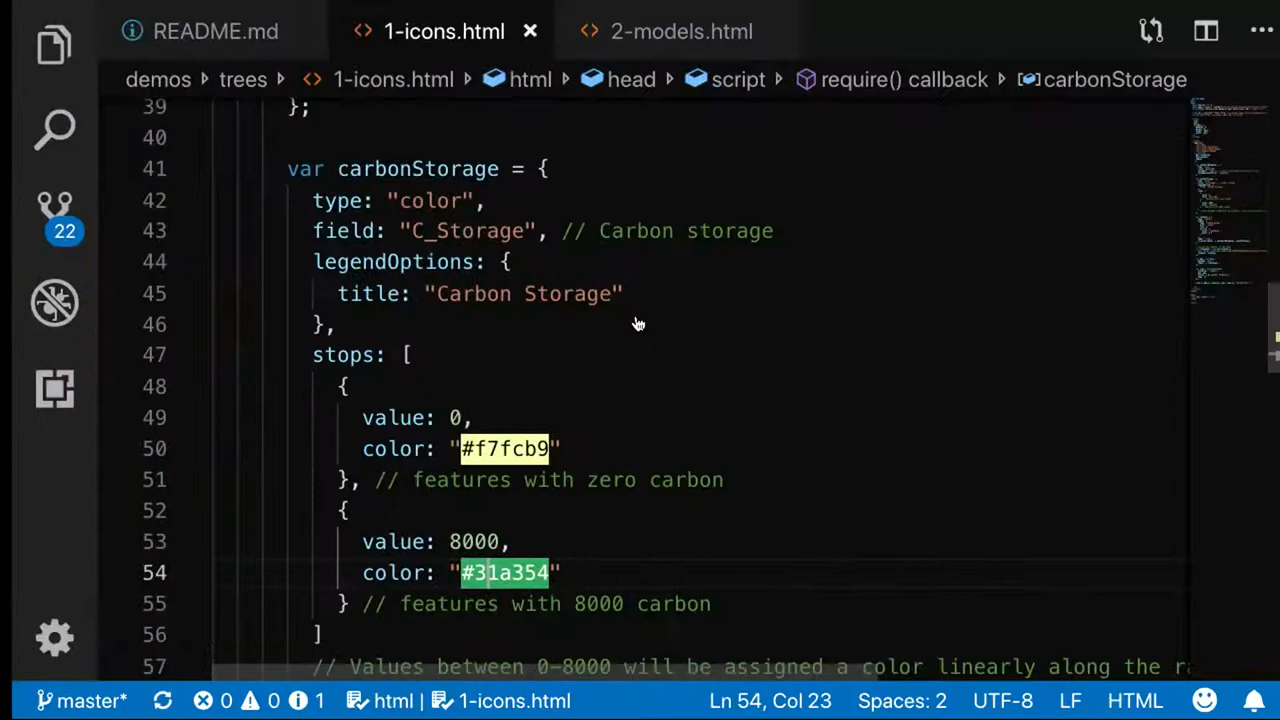 README.md
1-icons.html
2-models.html
demos trees 1-icons.html html head script require() callback carbonStorage
39 };
40
41 var carbonStorage = {
42 type: "color",
43 field: "C_Storage", // Carbon storage
44 legendOptions: {
45 title: "Carbon Storage"
46 },
47 stops: [
48 {
49 value: 0,
50 color: "#f7fcb9"
51 }, // features with zero carbon
52 {
53 value: 8000,
54 color: "#31a354"
55 } // features with 8000 carbon
56 ]
57 // Values between 0-8000 will be assigned a color linearly along the ra
22
master* 0 0 1 html | 1-icons.html Ln 54, Col 23 Spaces: 2 UTF-8 LF HTML